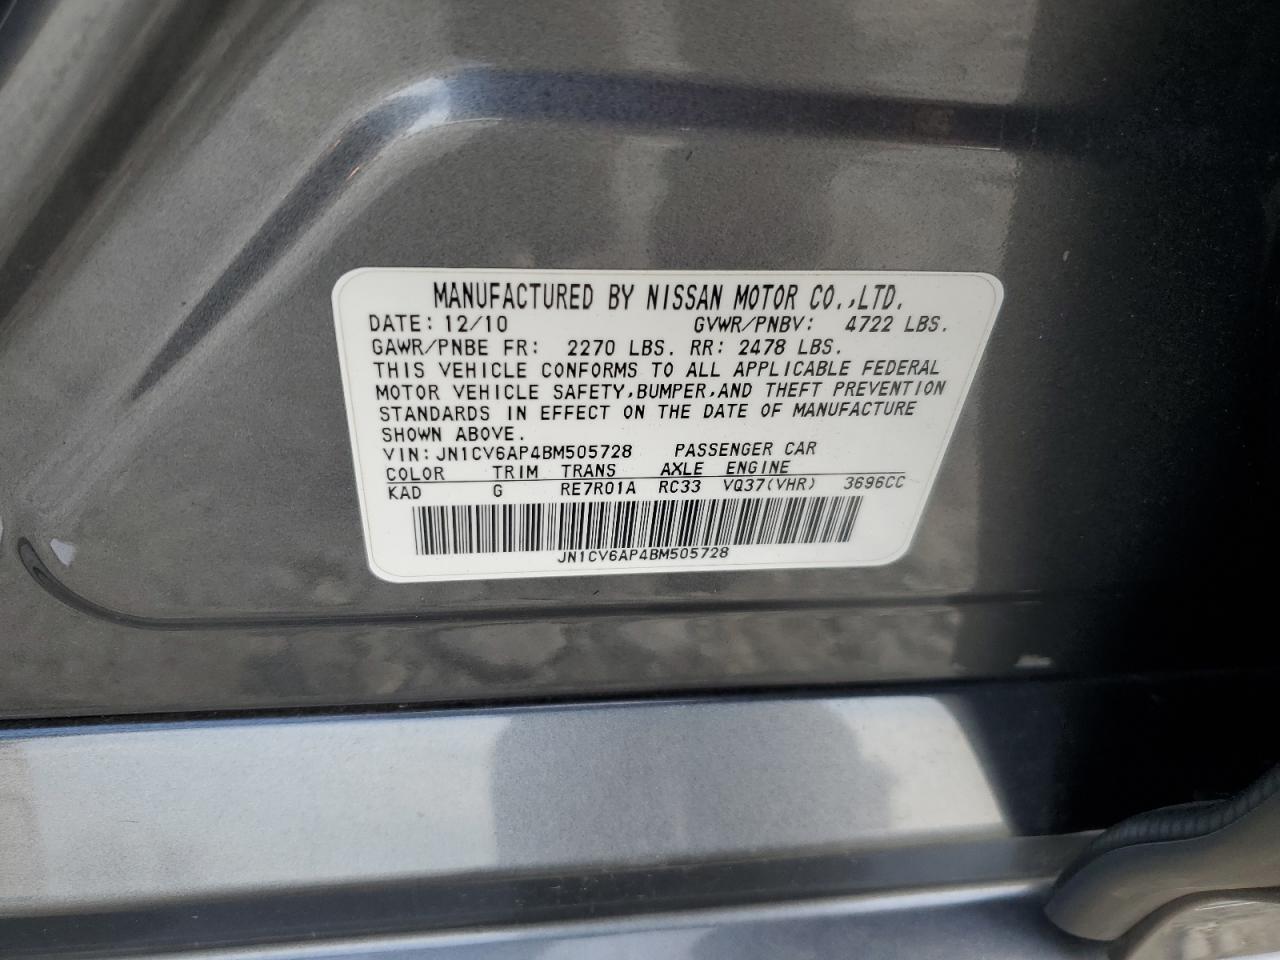 MANUFACTURED BY NISSAN MOTOR CO.,LTD.
DATE: 12/10 GVWR/PNBV: 4722 LBS.
GAWR/PNBE FR: 2270 LBS. RR: 2478 LBS.
THIS VEHICLE CONFORMS TO ALL APPLICABLE FEDERAL
MOTOR VEHICLE SAFETY,BUMPER,AND THEFT PREVENTION
STANDARDS IN EFFECT ON THE DATE OF MANUFACTURE
SHOWN ABOVE.
VIN: JN1CV6AP4BM505728 PASSENGER CAR
COLOR TRIM TRANS AXLE ENGINE
KAD G RE7R01A RC33 VQ37(VHR) 3696CC
JN1CV6AP4BM505728